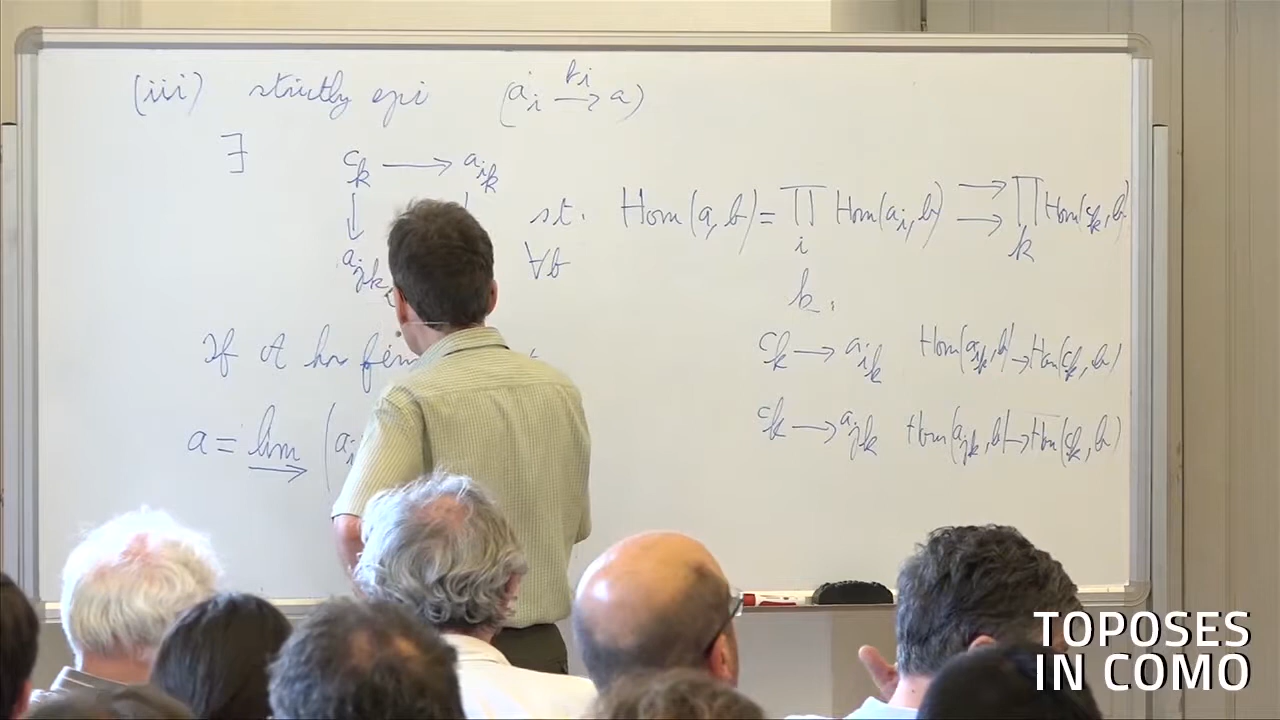 (iii) strictly epi (a_i →^{f_i} a)
∃ c_k → a_{i_k}
↓
a_{j_k}
st. Hom(a, b) = ∏_i Hom(a_i, b) ⇉ ∏_k Hom(c_k, b)
∀b
k.
If A has
c_k → a_{i_k} Hom(a_{i_k}, b) → Hom(c_k, b)
a = lim → (a_i
c_k → a_{j_k} Hom(a_{j_k}, b) → Hom(c_k, b)
TOPOSES
IN COMO